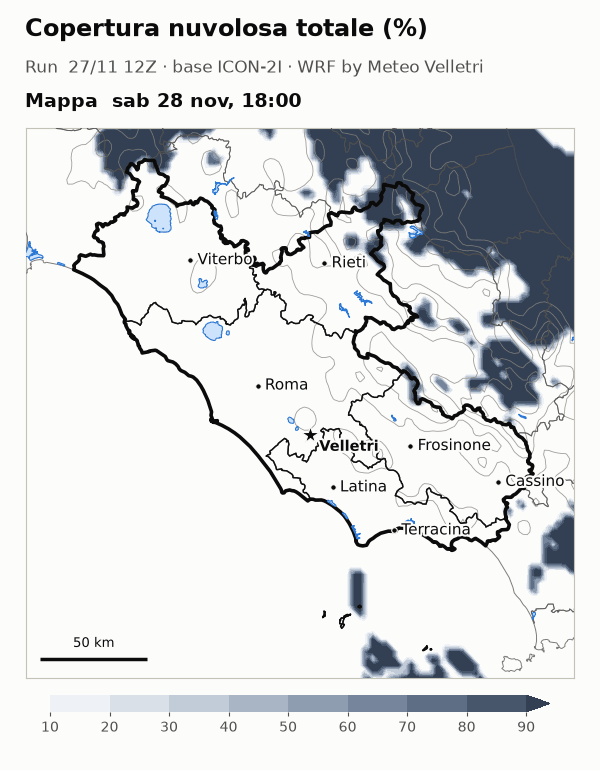 Copertura nuvolosa totale (%)
Run  27/11 12Z · base ICON-2I · WRF by Meteo Velletri
Mappa  sab 28 nov, 18:00
Viterbo
Rieti
Roma
Velletri
Frosinone
Latina
Cassino
Terracina
50 km
10 20 30 40 50 60 70 80 90